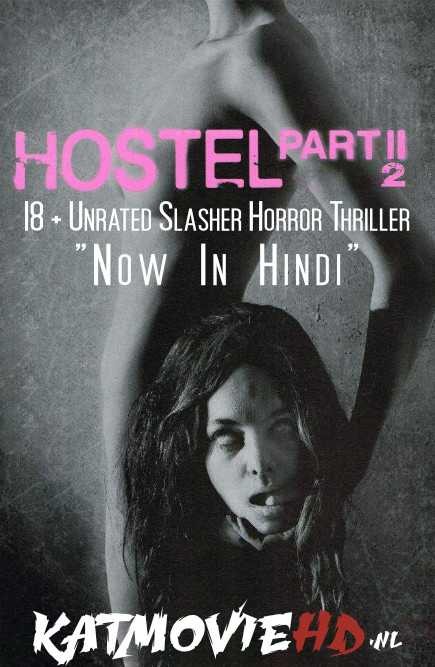 HOSTEL PART II
2
18 + UNRATED SLASHER HORROR THRILLER
"NOW IN HINDI"
KATMOVIEHD.NL